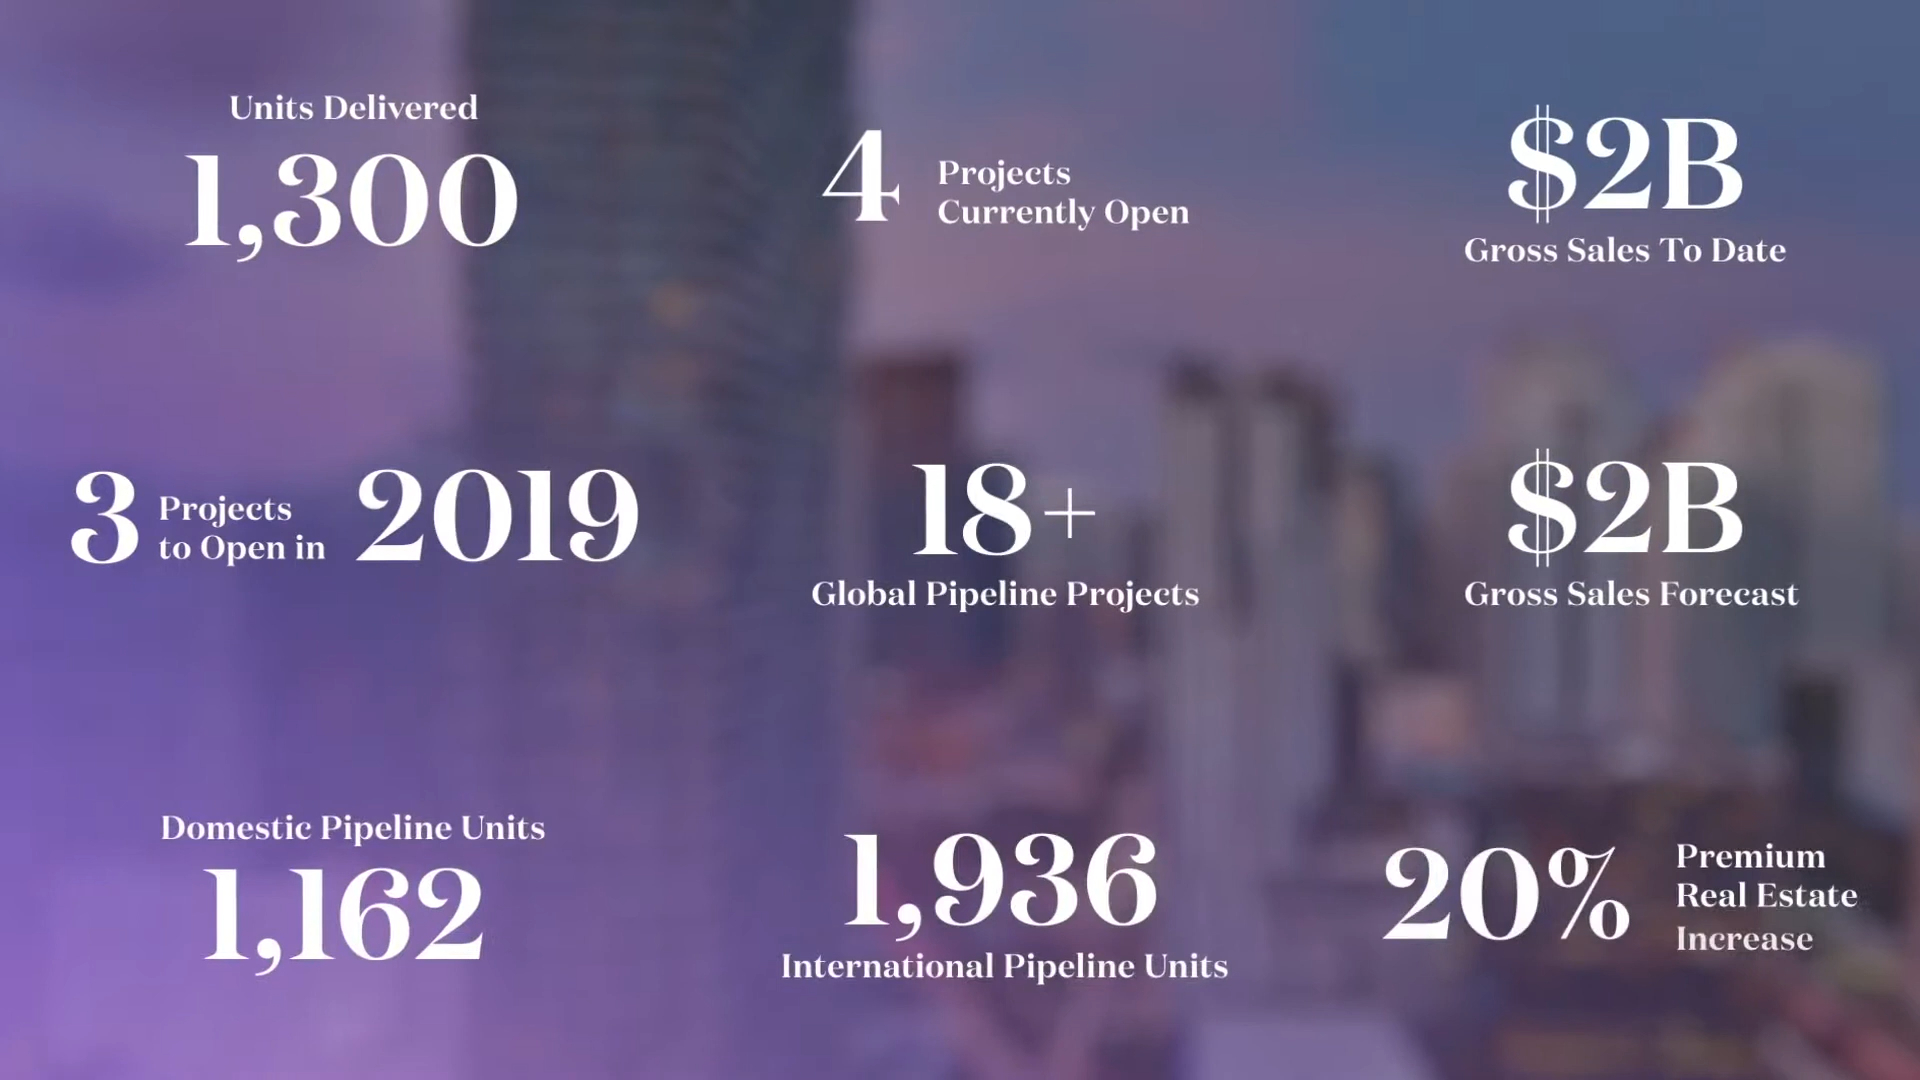 Units Delivered
1,300
4
Projects
Currently Open
$2B
Gross Sales To Date
3
Projects
to Open in
2019
18+
Global Pipeline Projects
$2B
Gross Sales Forecast
Domestic Pipeline Units
1,162
1,936
International Pipeline Units
20%
Premium
Real Estate
Increase